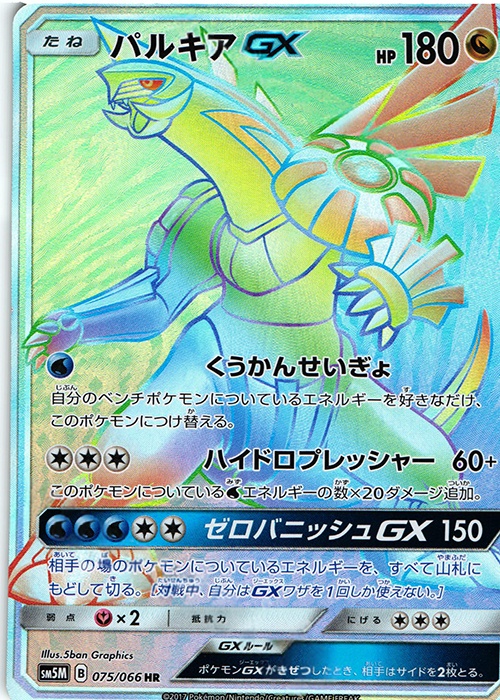 たね パルキアGX HP180
くうかんせいぎょ
自分のベンチポケモンについているエネルギーを好きなだけ、
このポケモンにつけ替える。
ハイドロプレッシャー 60+
このポケモンについている エネルギーの数×20ダメージ追加。
ゼロバニッシュGX 150
相手の場のポケモンについているエネルギーを、すべて山札に
もどして切る。[対戦中、自分はGXワザを1回しか使えない。]
弱点 ×2 抵抗力 にげる
GXルール
Illus.5ban Graphics
ポケモンGXがきぜつしたとき、相手はサイドを2枚とる。
SM5M B 075/066 HR
©2017 Pokémon/Nintendo/Creatures/GAMEFREAK